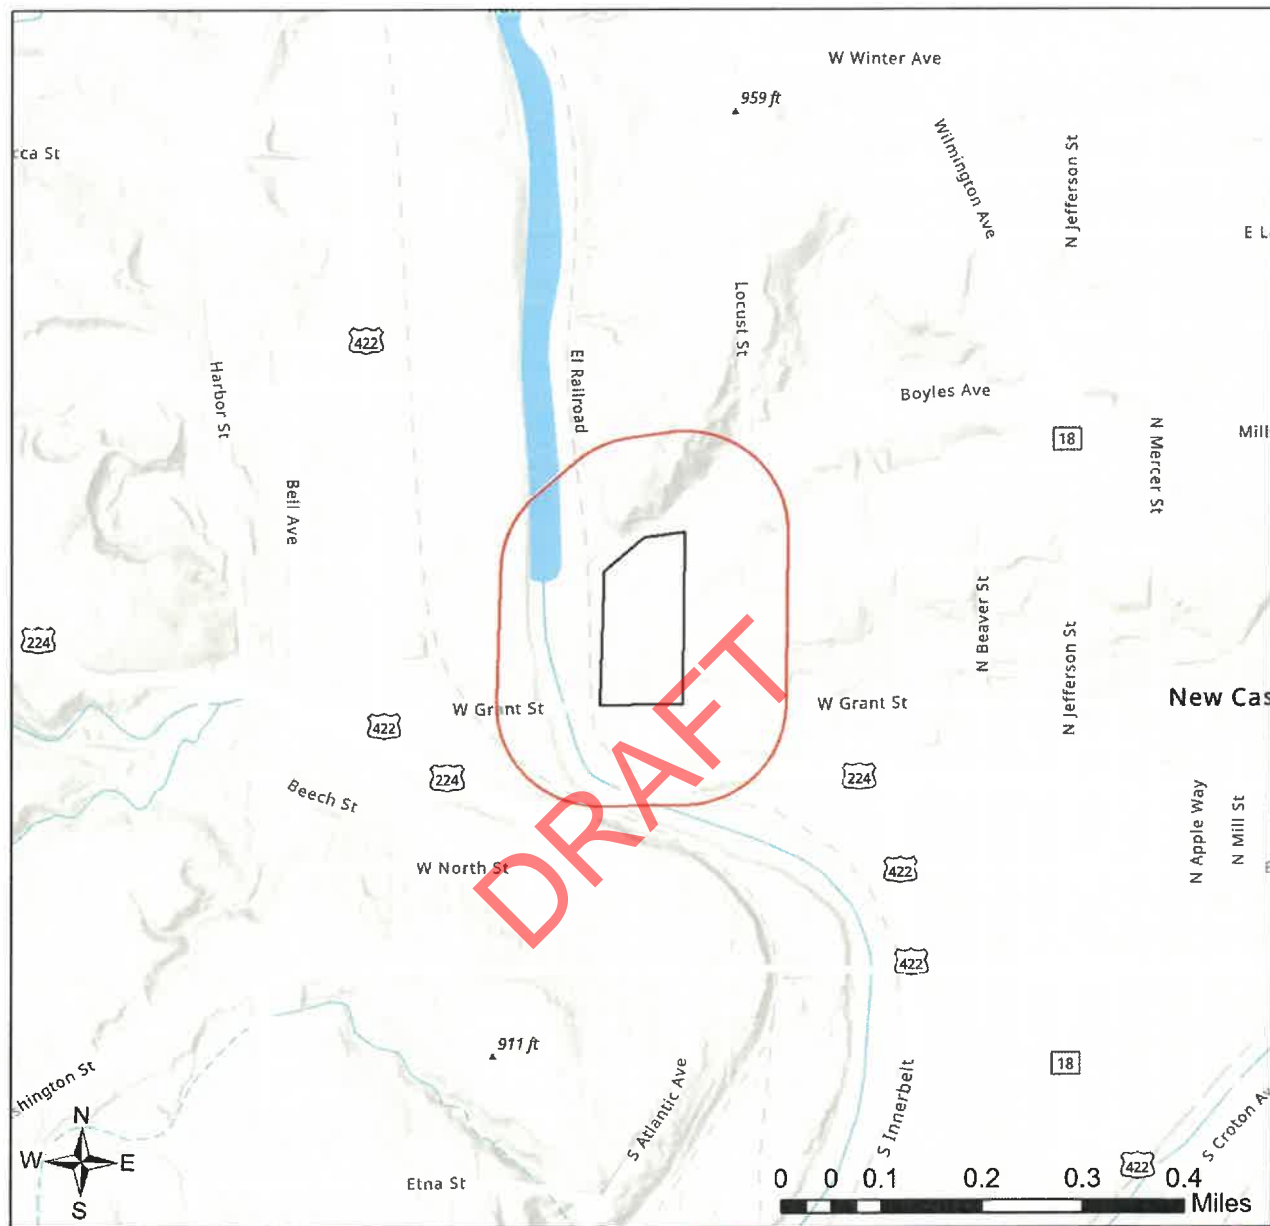 W Winter Ave
959 ft
Wilmington Ave
N Jefferson St
cca St
E L
Locust St
422
El Railroad
Harbor St
Boyles Ave
18
N Mercer St
Mill
Bell Ave
N Beaver St
224
N Jefferson St
New Cas
W Grant St
W Grant St
422
224
224
Beech St
N Apple Way
N Mill St
DRAFT
W North St
422
422
911 ft
18
shington St
S Atlantic Ave
S Innerbelt
S Croton Av
422
N
W E
S
Etna St
0 0 0.1 0.2 0.3 0.4
Miles